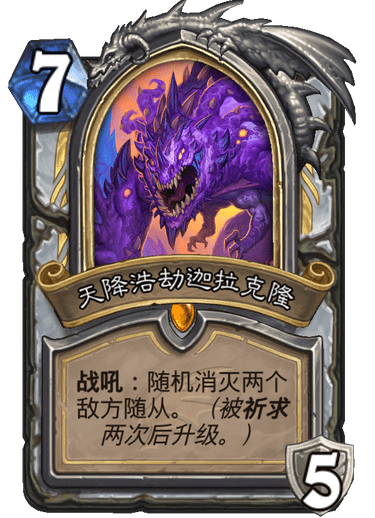 7
天降浩劫迦拉克隆
战吼：随机消灭两个
敌方随从。（被祈求
两次后升级。）
5